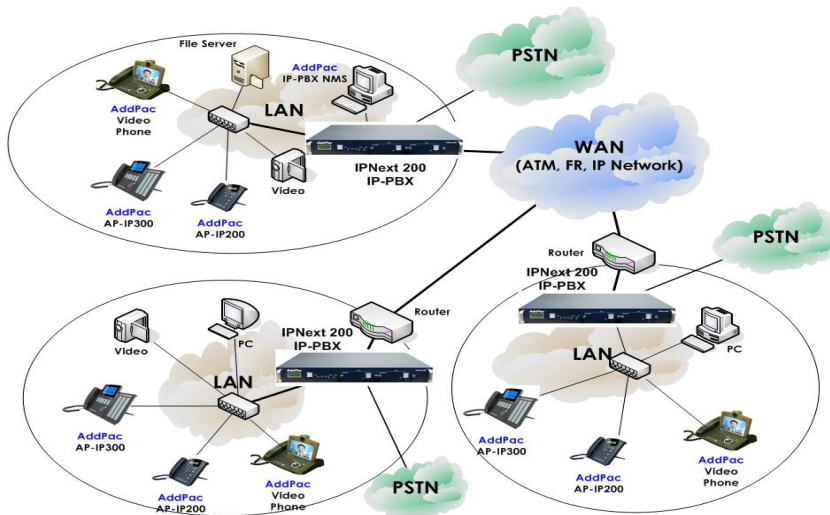 File Server
AddPac
IP-PBX NMS
PSTN
AddPac
Video
Phone
LAN
IPNext 200
IP-PBX
WAN
(ATM, FR, IP Network)
AddPac
AP-IP300
AddPac
AP-IP200
Video
Router
PSTN
IPNext 200
IP-PBX
PC
LAN
AddPac
AP-IP300
AddPac
AP-IP200
AddPac
Video
Phone
Video
PC
IPNext 200
IP-PBX
Router
LAN
AddPac
AP-IP300
AddPac
AP-IP200
AddPac
Video
Phone
PSTN